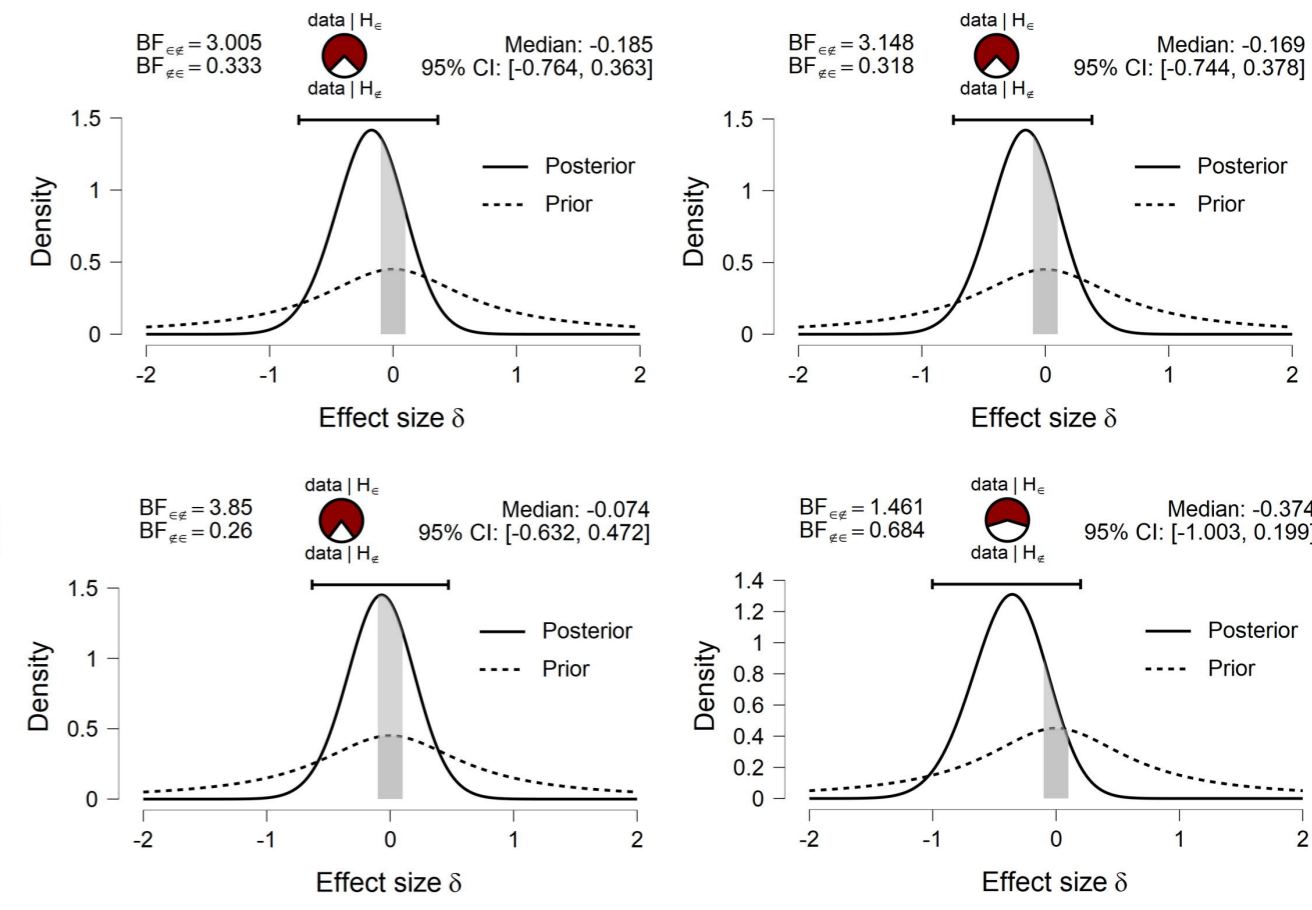 data | H∈
BF∈∉ = 3.005
BF∉∈ = 0.333
Median: -0.185
95% CI: [-0.764, 0.363]
data | H∉
1.5
1
0.5
0
Density
Posterior
Prior
-2 -1 0 1 2
Effect size δ
data | H∈
BF∈∉ = 3.148
BF∉∈ = 0.318
Median: -0.169
95% CI: [-0.744, 0.378]
data | H∉
1.5
1
0.5
0
Density
Posterior
Prior
-2 -1 0 1 2
Effect size δ
data | H∈
BF∈∉ = 3.85
BF∉∈ = 0.26
Median: -0.074
95% CI: [-0.632, 0.472]
data | H∉
1.5
1
0.5
0
Density
Posterior
Prior
-2 -1 0 1 2
Effect size δ
data | H∈
BF∈∉ = 1.461
BF∉∈ = 0.684
Median: -0.374
95% CI: [-1.003, 0.199]
data | H∉
1.4
1.2
1
0.8
0.6
0.4
0.2
0
Density
Posterior
Prior
-2 -1 0 1 2
Effect size δ